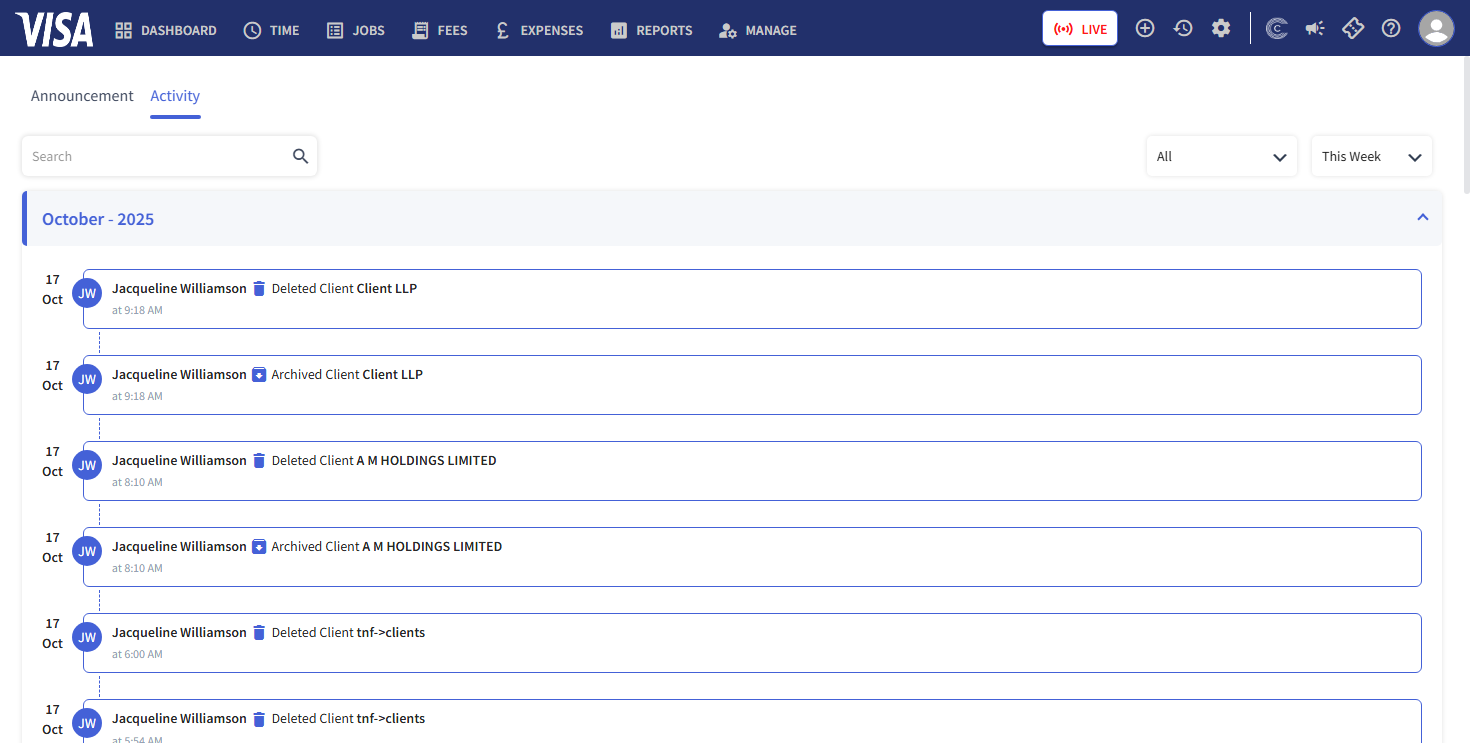 VISA DASHBOARD TIME JOBS FEES EXPENSES REPORTS MANAGE LIVE
Announcement Activity
Search All This Week
October - 2025
17
Oct
JW
Jacqueline Williamson Deleted Client Client LLP
at 9:18 AM
17
Oct
JW
Jacqueline Williamson Archived Client Client LLP
at 9:18 AM
17
Oct
JW
Jacqueline Williamson Deleted Client A M HOLDINGS LIMITED
at 8:10 AM
17
Oct
JW
Jacqueline Williamson Archived Client A M HOLDINGS LIMITED
at 8:10 AM
17
Oct
JW
Jacqueline Williamson Deleted Client tnf->clients
at 6:00 AM
17
Oct
JW
Jacqueline Williamson Deleted Client tnf->clients
at 5:54 AM